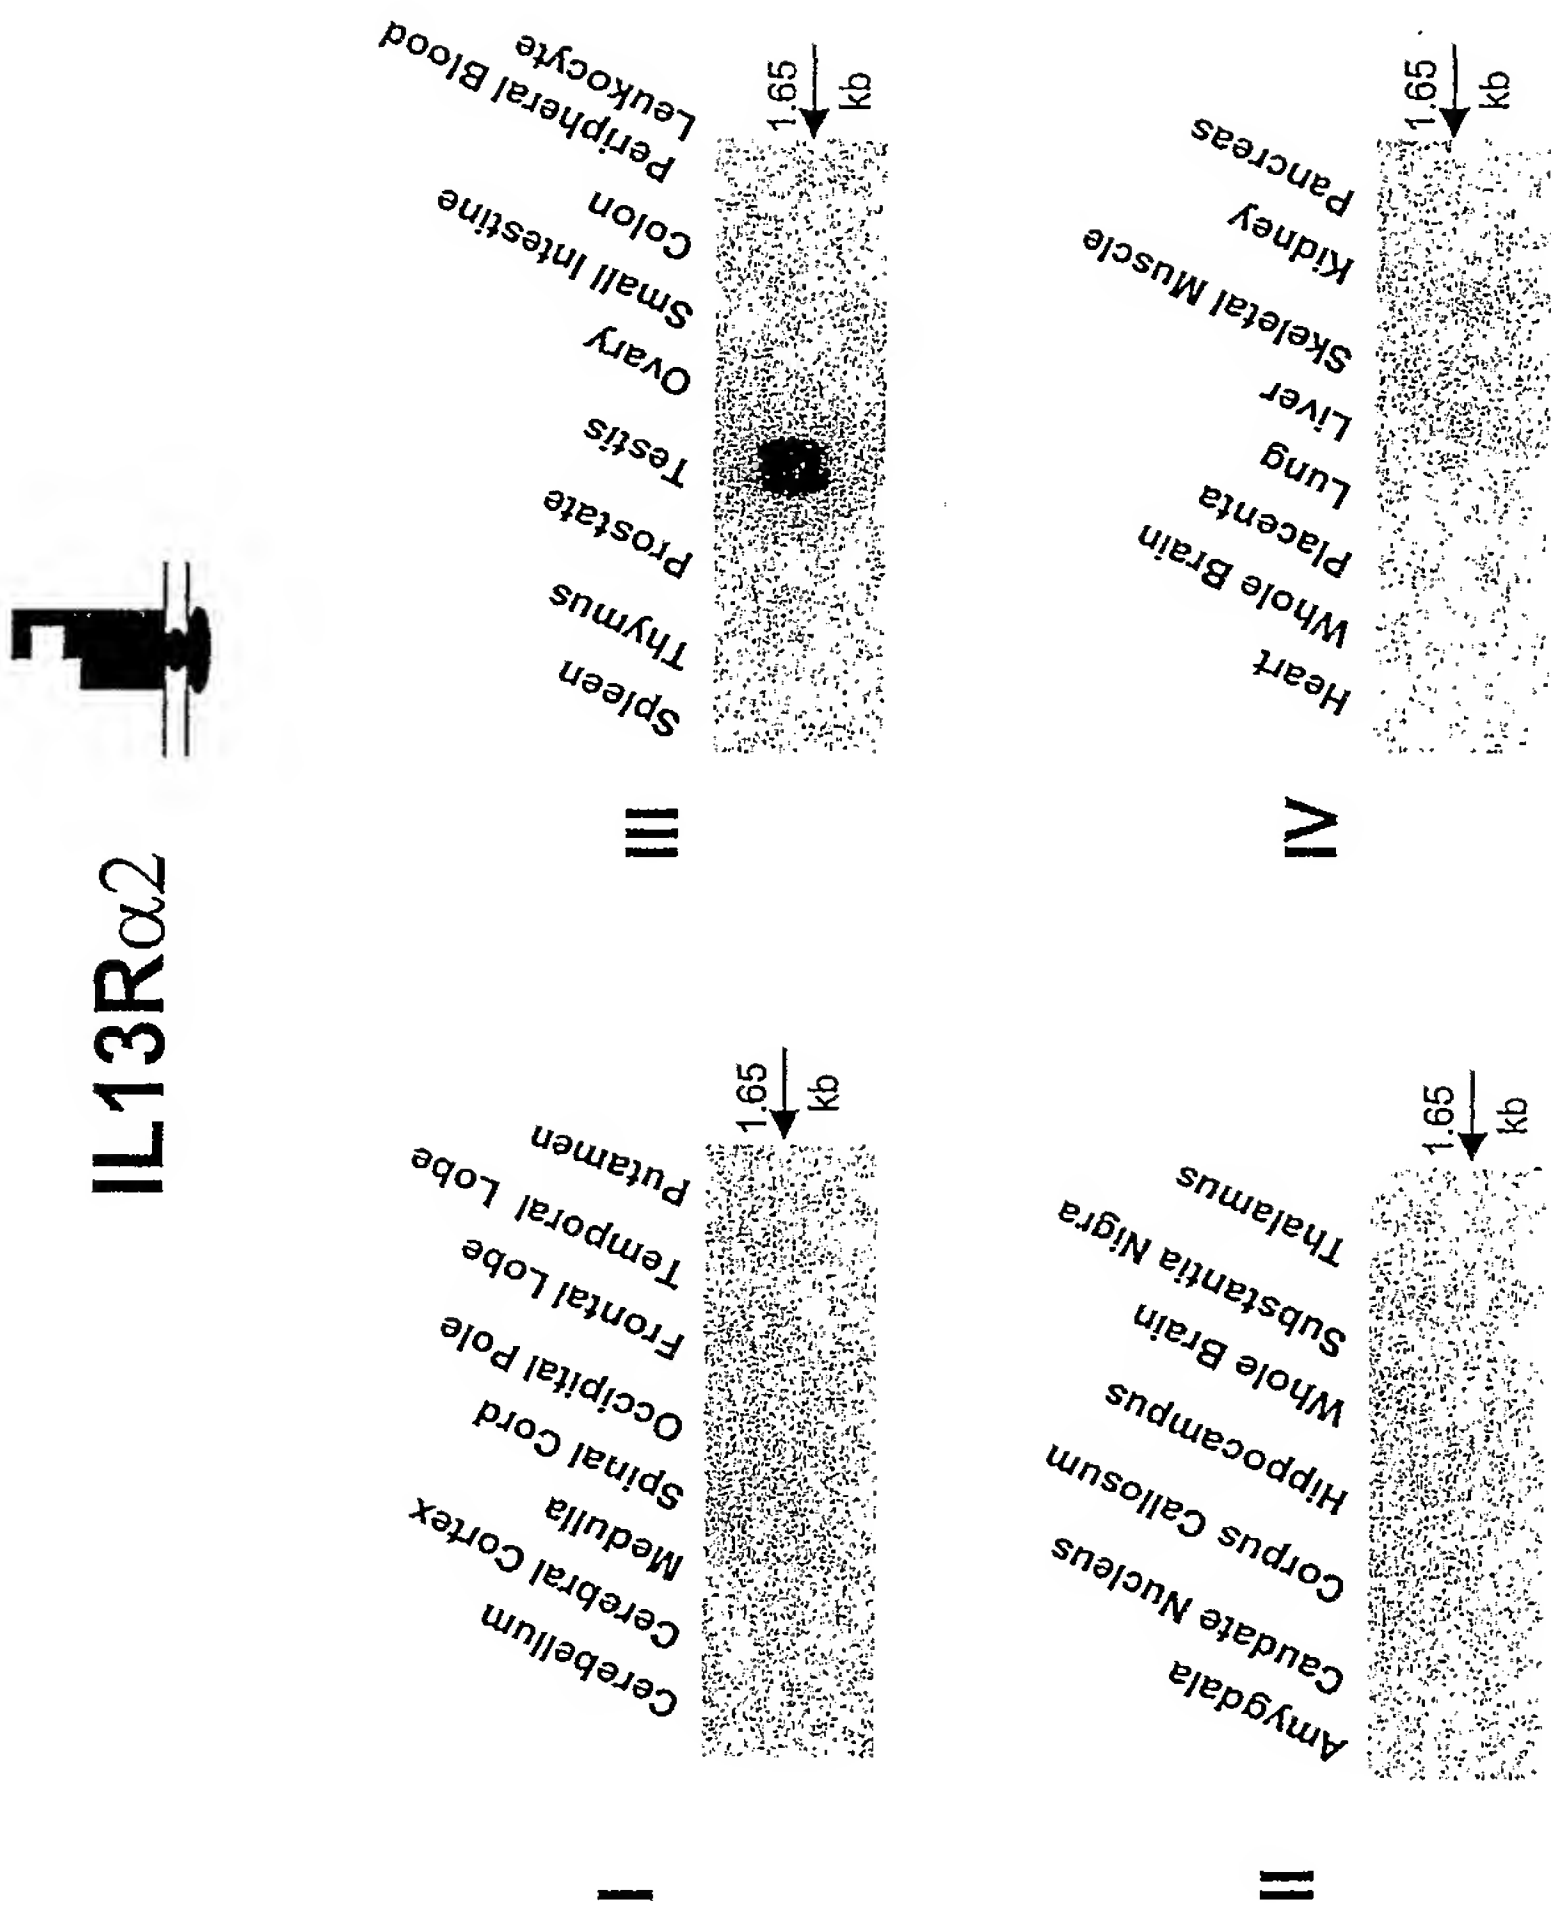 IL13Rα2
I
Cerebellum
Cerebral Cortex
Medulla
Spinal Cord
Occipital Pole
Frontal Lobe
Temporal Lobe
Putamen
1.65
kb
II
Amygdala
Caudate Nucleus
Corpus Callosum
Hippocampus
Whole Brain
Substantia Nigra
Thalamus
1.65
kb
III
Spleen
Thymus
Prostate
Testis
Ovary
Small Intestine
Colon
Peripheral Blood
Leukocyte
1.65
kb
IV
Heart
Whole Brain
Placenta
Lung
Liver
Skeletal Muscle
Kidney
Pancreas
1.65
kb